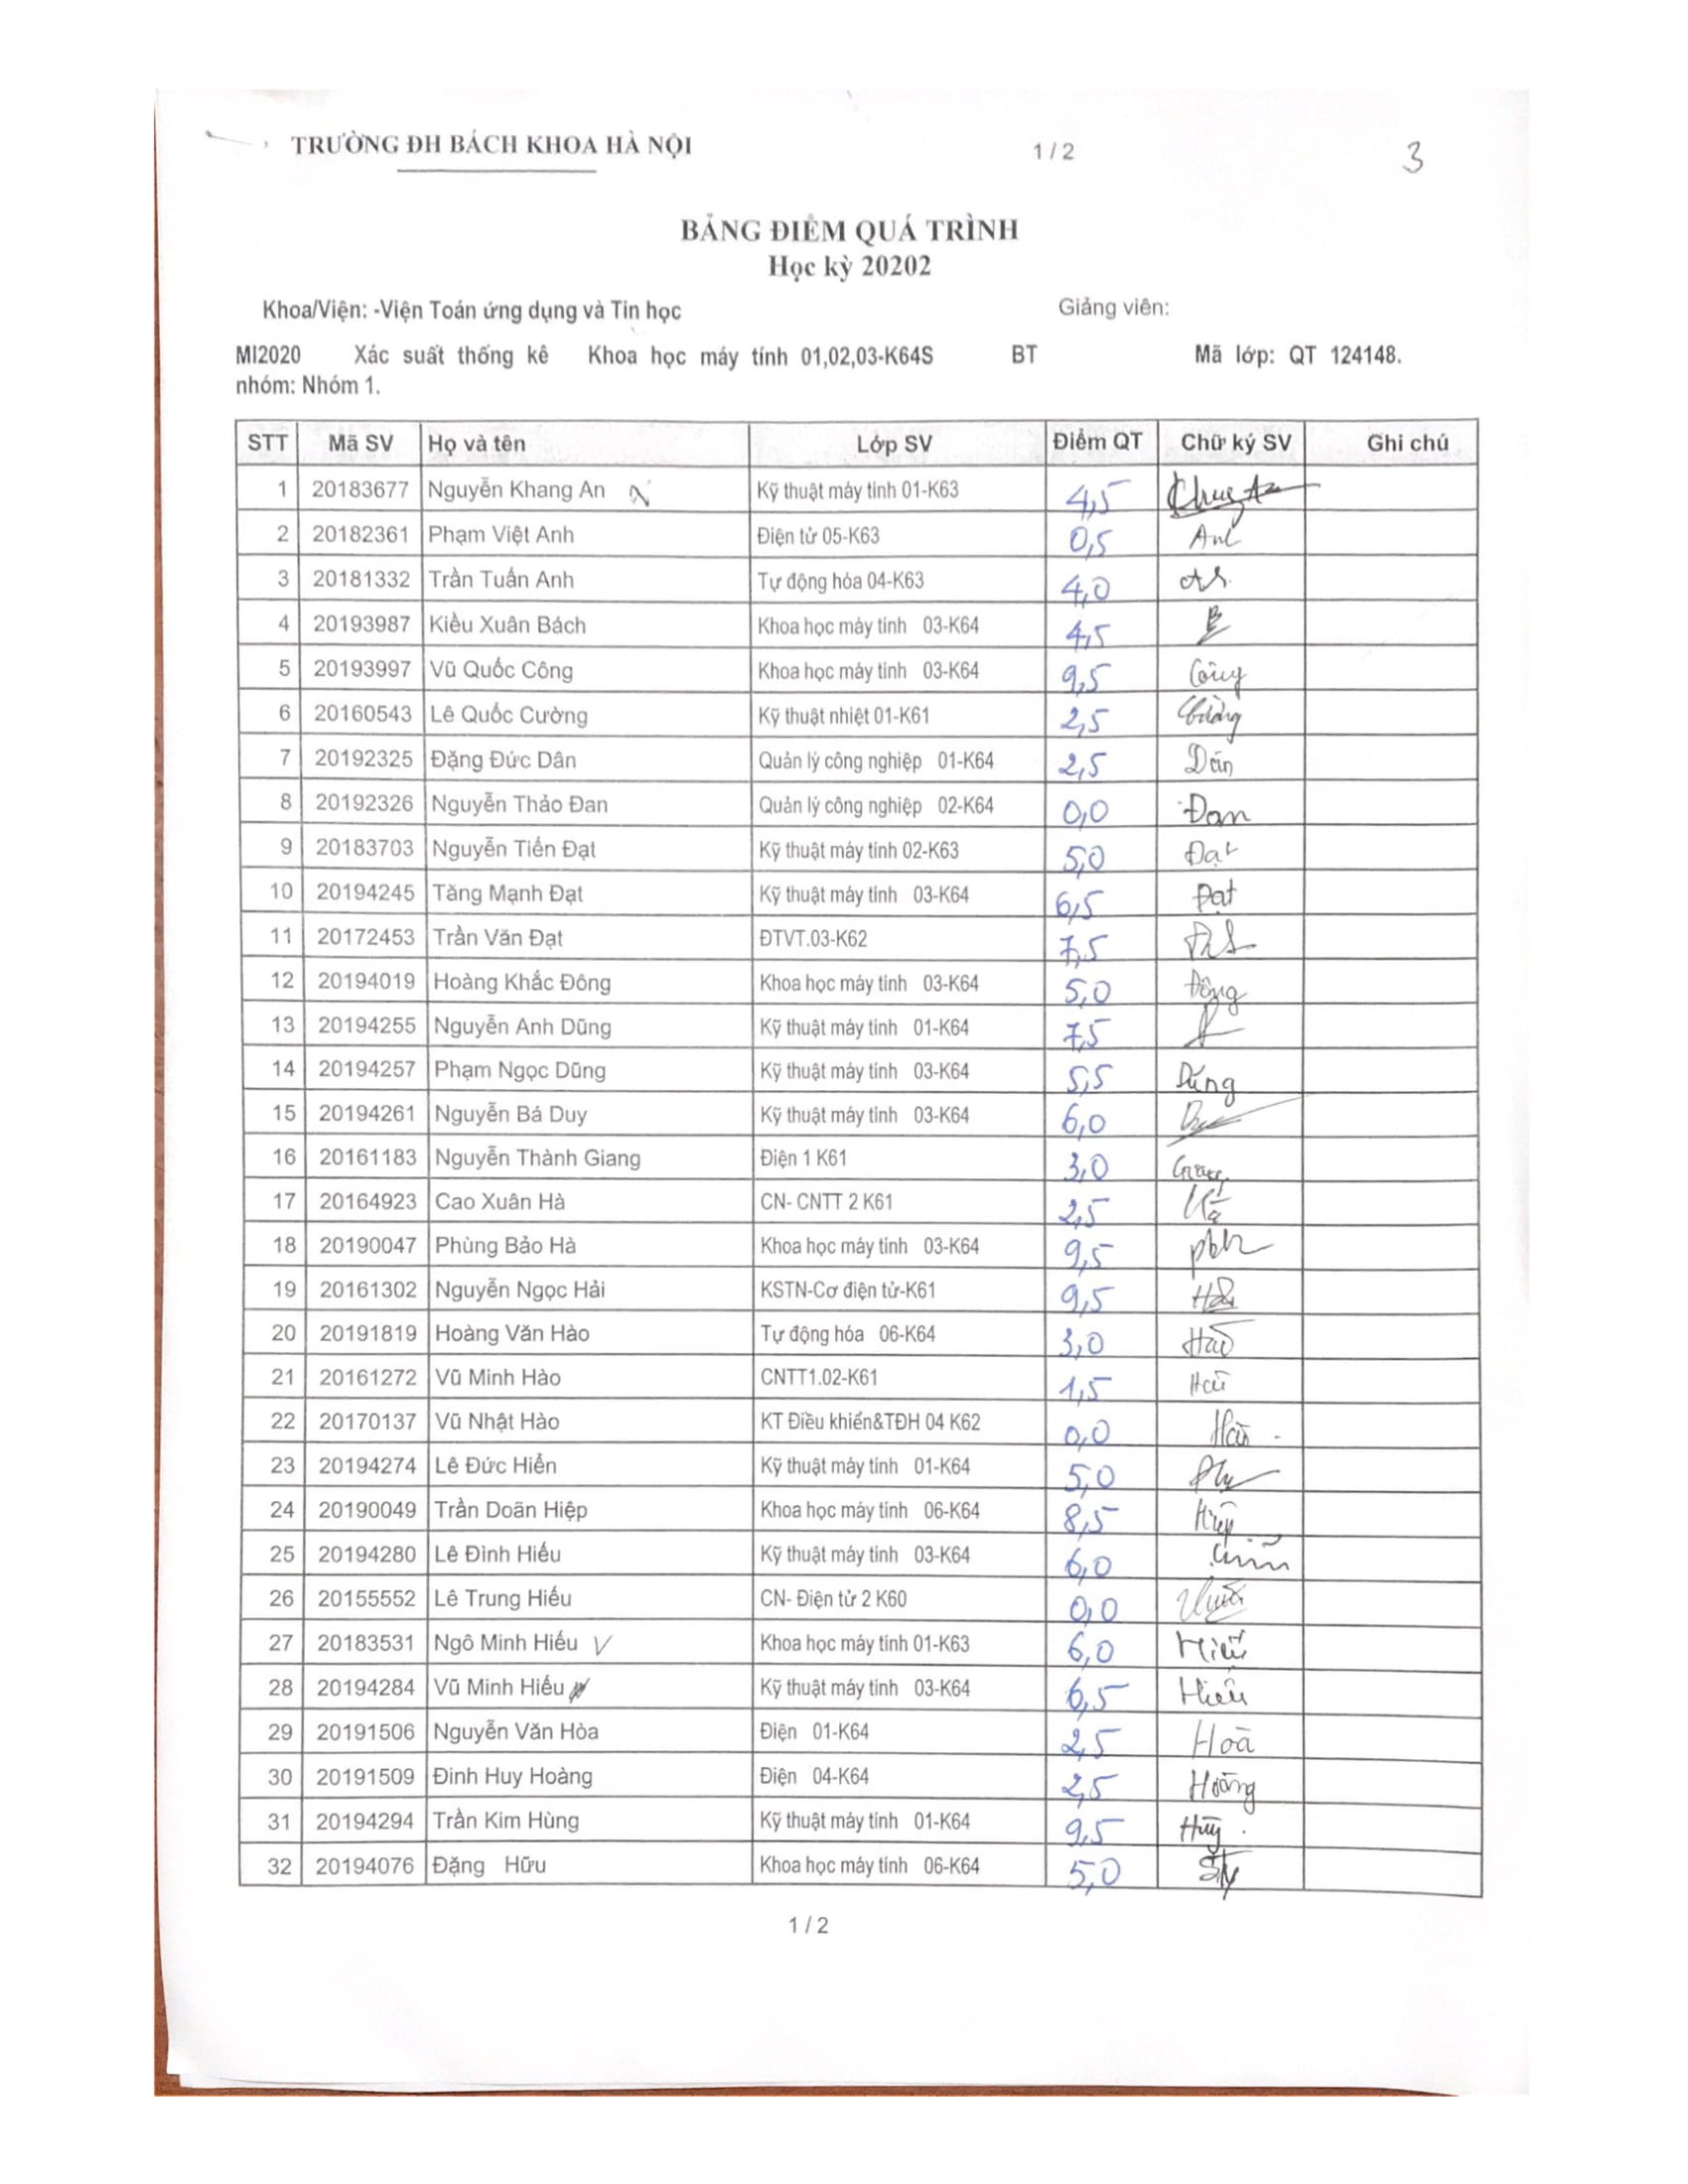 TRƯỜNG ĐH BÁCH KHOA HÀ NỘI 1 / 2 3
BẢNG ĐIỂM QUÁ TRÌNH
Học kỳ 20202
Khoa/Viện: -Viện Toán ứng dụng và Tin học Giảng viên:
MI2020 Xác suất thống kê Khoa học máy tính 01,02,03-K64S BT Mã lớp: QT 124148.
nhóm: Nhóm 1.
STT Mã SV Họ và tên Lớp SV Điểm QT Chữ ký SV Ghi chú
1 20183677 Nguyễn Khang An Kỹ thuật máy tính 01-K63 4,5
2 20182361 Phạm Việt Anh Điện tử 05-K63 0,5 Anh
3 20181332 Trần Tuấn Anh Tự động hóa 04-K63 4,0
4 20193987 Kiều Xuân Bách Khoa học máy tính 03-K64 4,5
5 20193997 Vũ Quốc Công Khoa học máy tính 03-K64 9,5 Công
6 20160543 Lê Quốc Cường Kỹ thuật nhiệt 01-K61 2,5 Cường
7 20192325 Đặng Đức Dân Quản lý công nghiệp 01-K64 2,5 Dân
8 20192326 Nguyễn Thảo Đan Quản lý công nghiệp 02-K64 0,0 Đan
9 20183703 Nguyễn Tiến Đạt Kỹ thuật máy tính 02-K63 5,0 Đạt
10 20194245 Tăng Mạnh Đạt Kỹ thuật máy tính 03-K64 6,5 Đạt
11 20172453 Trần Văn Đạt ĐTVT.03-K62 7,5
12 20194019 Hoàng Khắc Đông Khoa học máy tính 03-K64 5,0 Đông
13 20194255 Nguyễn Anh Dũng Kỹ thuật máy tính 01-K64 7,5
14 20194257 Phạm Ngọc Dũng Kỹ thuật máy tính 03-K64 5,5 Dũng
15 20194261 Nguyễn Bá Duy Kỹ thuật máy tính 03-K64 6,0
16 20161183 Nguyễn Thành Giang Điện 1 K61 3,0 Giang
17 20164923 Cao Xuân Hà CN- CNTT 2 K61 2,5 Hà
18 20190047 Phùng Bảo Hà Khoa học máy tính 03-K64 9,5 pbh
19 20161302 Nguyễn Ngọc Hải KSTN-Cơ điện tử-K61 9,5 Hải
20 20191819 Hoàng Văn Hào Tự động hóa 06-K64 3,0 Hào
21 20161272 Vũ Minh Hào CNTT1.02-K61 1,5 Hào
22 20170137 Vũ Nhật Hào KT Điều khiển&TĐH 04 K62 0,0 Hào
23 20194274 Lê Đức Hiển Kỹ thuật máy tính 01-K64 5,0
24 20190049 Trần Doãn Hiệp Khoa học máy tính 06-K64 8,5 Hiệp
25 20194280 Lê Đình Hiếu Kỹ thuật máy tính 03-K64 6,0
26 20155552 Lê Trung Hiếu CN- Điện tử 2 K60 0,0
27 20183531 Ngô Minh Hiếu Khoa học máy tính 01-K63 6,0 Hiếu
28 20194284 Vũ Minh Hiếu Kỹ thuật máy tính 03-K64 6,5 Hiếu
29 20191506 Nguyễn Văn Hòa Điện 01-K64 2,5 Hoà
30 20191509 Đinh Huy Hoàng Điện 04-K64 2,5 Hoàng
31 20194294 Trần Kim Hùng Kỹ thuật máy tính 01-K64 9,5 Hùng
32 20194076 Đặng Hữu Khoa học máy tính 06-K64 5,0
1 / 2